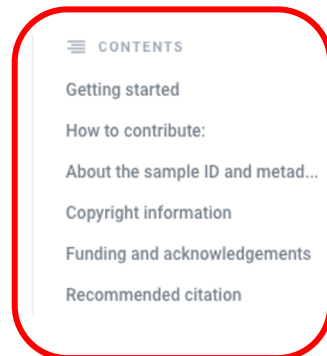 CONTENTS
Getting started
How to contribute:
About the sample ID and metad...
Copyright information
Funding and acknowledgements
Recommended citation